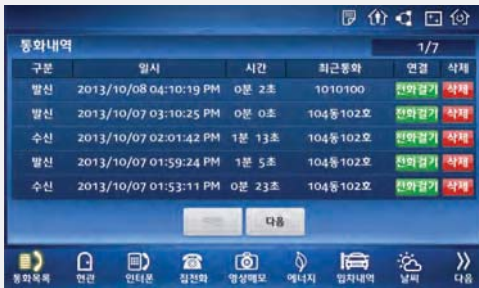 통화내역 1/7
구분 일시 시간 최근통화 연결 삭제
발신 2013/10/08 04:10:19 PM 0분 2초 1010100 전화걸기 삭제
발신 2013/10/07 03:10:25 PM 0분 0초 104동102호 전화걸기 삭제
수신 2013/10/07 02:01:42 PM 1분 13초 104동102호 전화걸기 삭제
발신 2013/10/07 01:59:24 PM 1분 5초 104동102호 전화걸기 삭제
수신 2013/10/07 01:53:11 PM 0분 23초 104동102호 전화걸기 삭제
다음
통화목록 현관 인터폰 집전화 영상메모 에너지 입차내역 날씨 다음